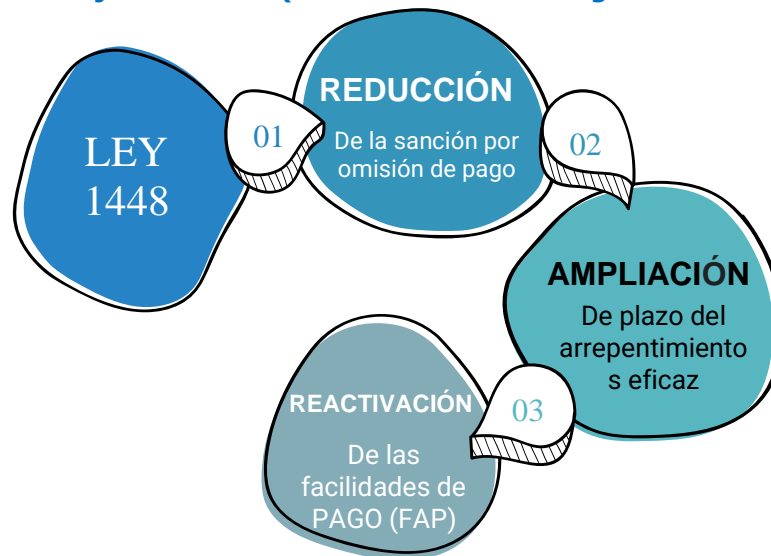 LEY
1448
01
REDUCCIÓN
De la sanción por
omisión de pago
02
AMPLIACIÓN
De plazo del
arrepentimiento
s eficaz
03
REACTIVACIÓN
De las
facilidades de
PAGO (FAP)